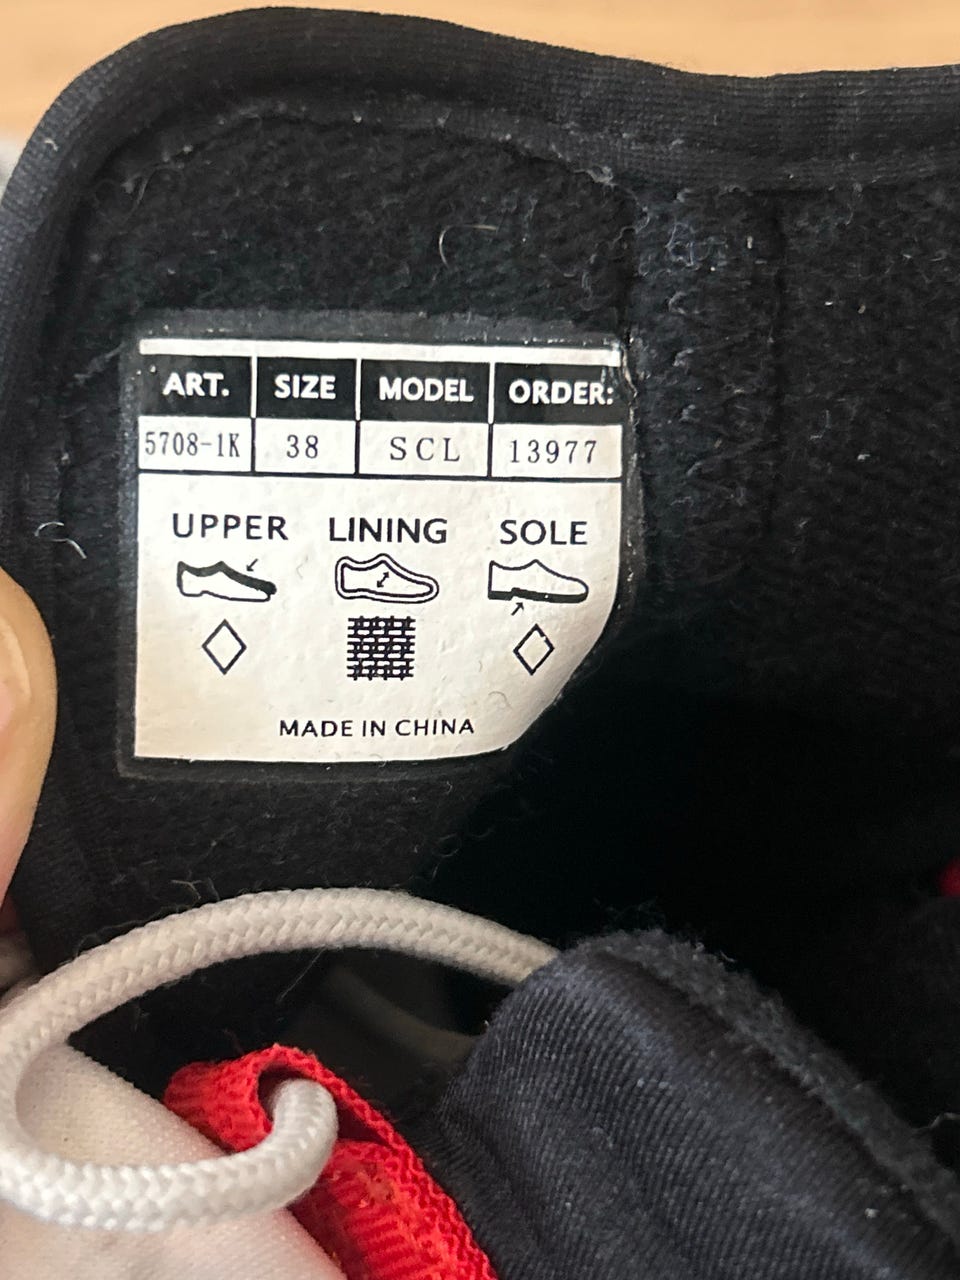 ART. SIZE MODEL ORDER:
5708-1K 38 SCL 13977
UPPER LINING SOLE
MADE IN CHINA